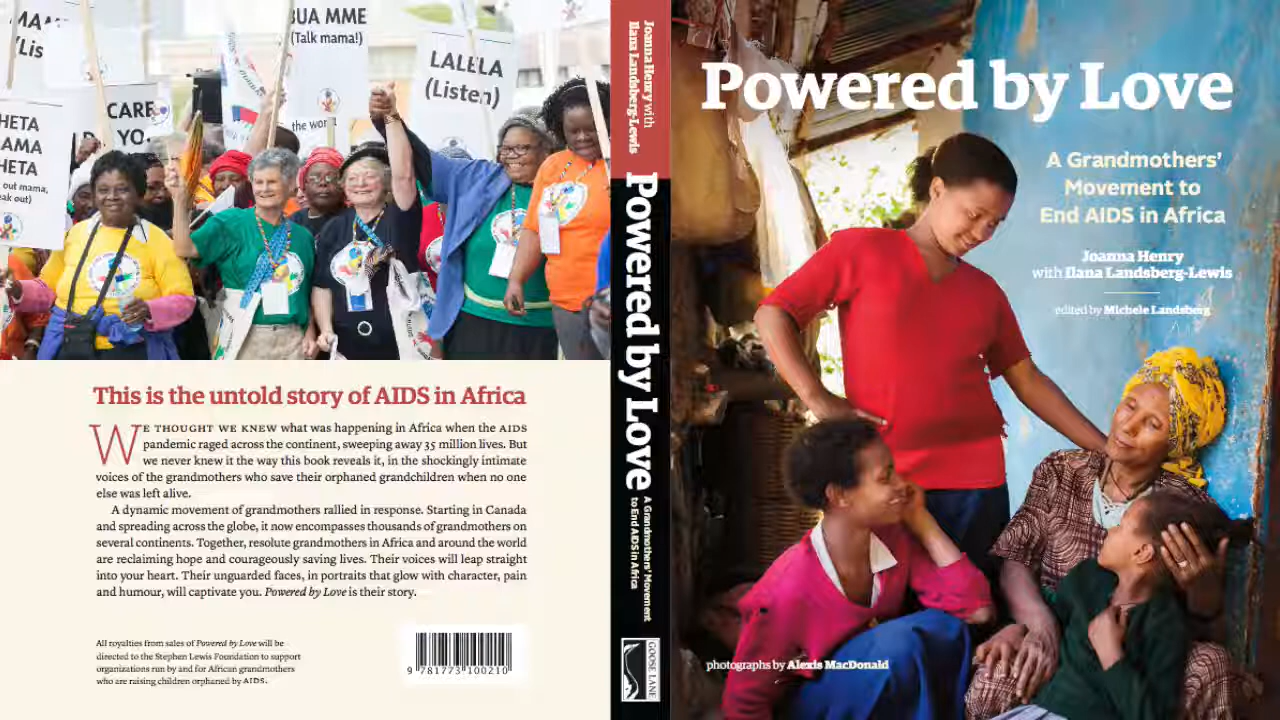 BUA MME
(Talk mama!)
LALELA
(Listen)
CARE
the world
HETA
AMA
HETA
out mama,
eak out)
This is the untold story of AIDS in Africa
WE THOUGHT WE KNEW what was happening in Africa when the AIDS
pandemic raged across the continent, sweeping away 35 million lives. But
we never knew it the way this book reveals it, in the shockingly intimate
voices of the grandmothers who save their orphaned grandchildren when no one
else was left alive.
A dynamic movement of grandmothers rallied in response. Starting in Canada
and spreading across the globe, it now encompasses thousands of grandmothers on
several continents. Together, resolute grandmothers in Africa and around the world
are reclaiming hope and courageously saving lives. Their voices will leap straight
into your heart. Their unguarded faces, in portraits that glow with character, pain
and humour, will captivate you. Powered by Love is their story.
All royalties from sales of Powered by Love will be
directed to the Stephen Lewis Foundation to support
organizations run by and for African grandmothers
who are raising children orphaned by AIDS.
9 781773 100210
Joanna Henry with
Ilana Landsberg-Lewis
Powered by Love
A Grandmothers' Movement
to End AIDS in Africa
GOOSE LANE
Powered by Love
A Grandmothers'
Movement to
End AIDS in Africa
Joanna Henry
with Ilana Landsberg-Lewis
edited by Michele Landsberg
photographs by Alexis MacDonald